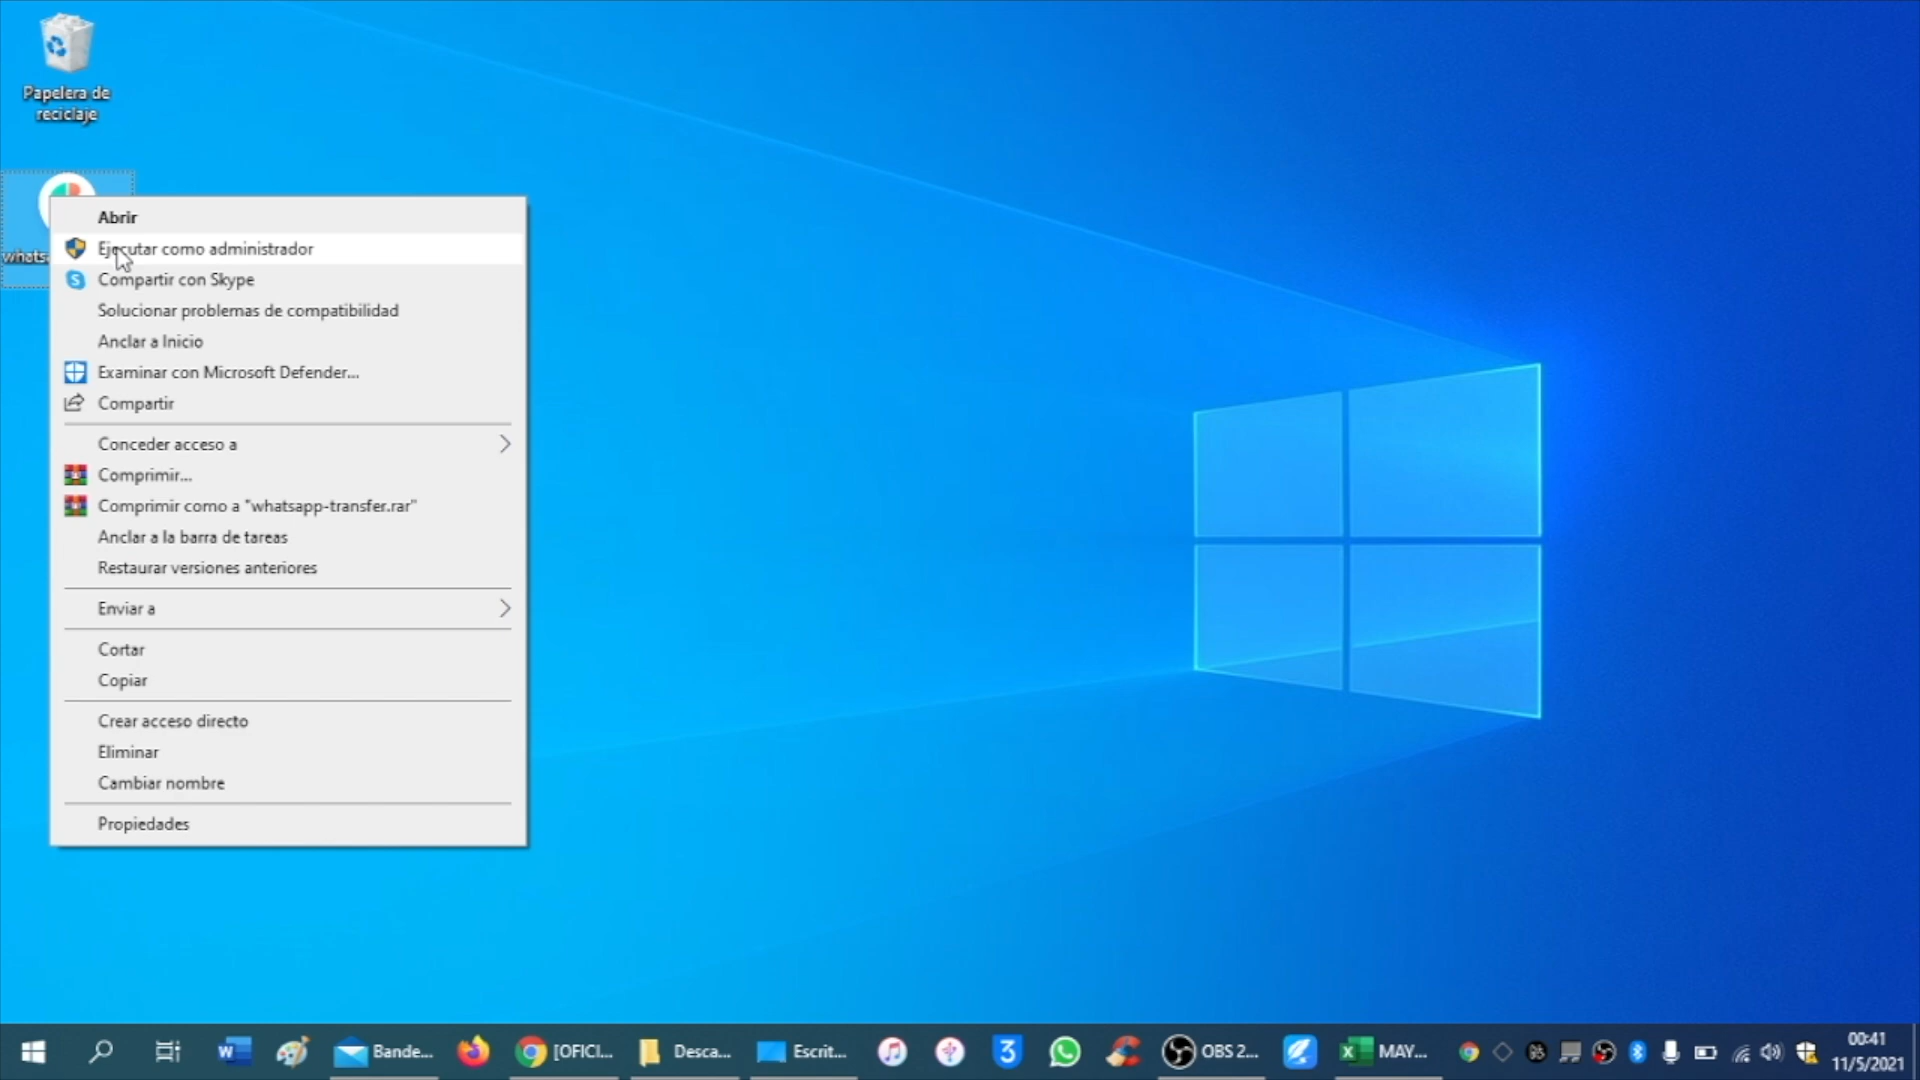 Papelera de
reciclaje
Abrir
Ejecutar como administrador
Compartir con Skype
Solucionar problemas de compatibilidad
Anclar a Inicio
Examinar con Microsoft Defender...
Compartir
Conceder acceso a
Comprimir...
Comprimir como a "whatsapp-transfer.rar"
Anclar a la barra de tareas
Restaurar versiones anteriores
Enviar a
Cortar
Copiar
Crear acceso directo
Eliminar
Cambiar nombre
Propiedades
Bande... [OFICI... Desca... Escrit... 3 OBS 2... MAY... 00:41
11/5/2021